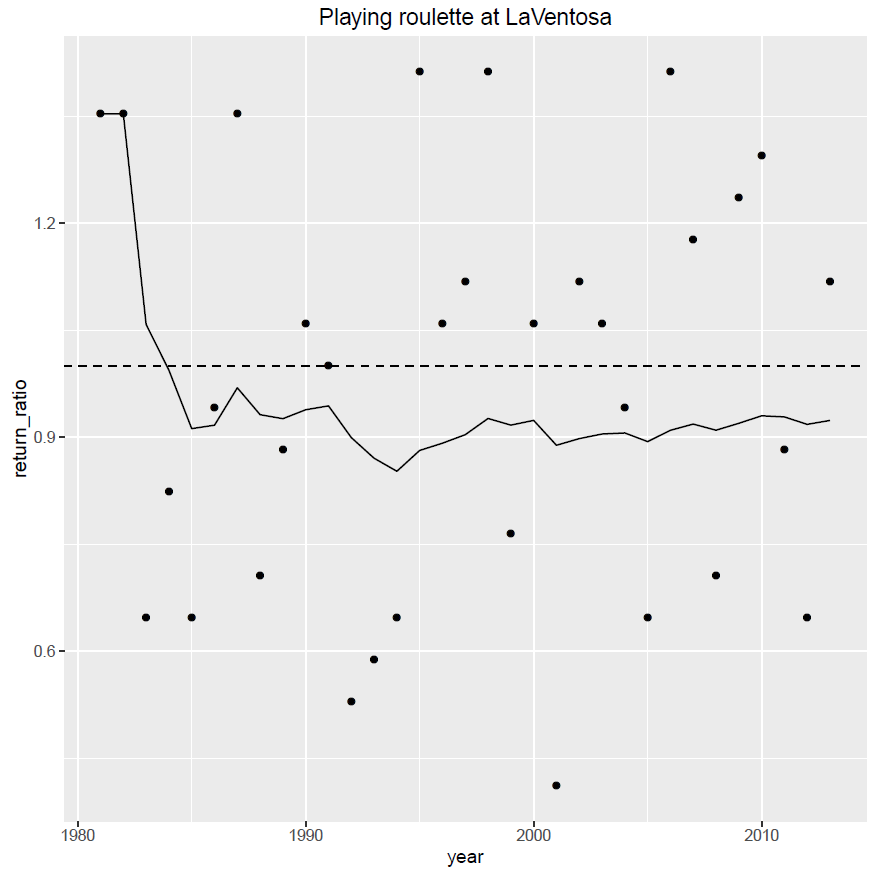 Playing roulette at LaVentosa
return_ratio
1.2
0.9
0.6
1980 1990 2000 2010
year